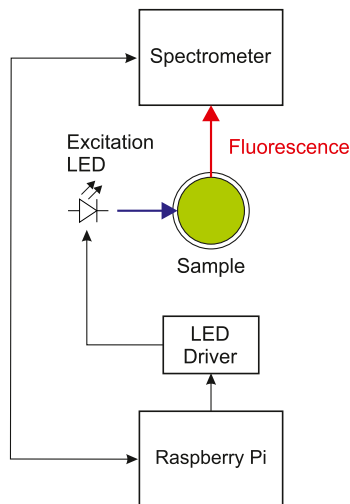 Spectrometer
Excitation
LED
Fluorescence
Sample
LED
Driver
Raspberry Pi